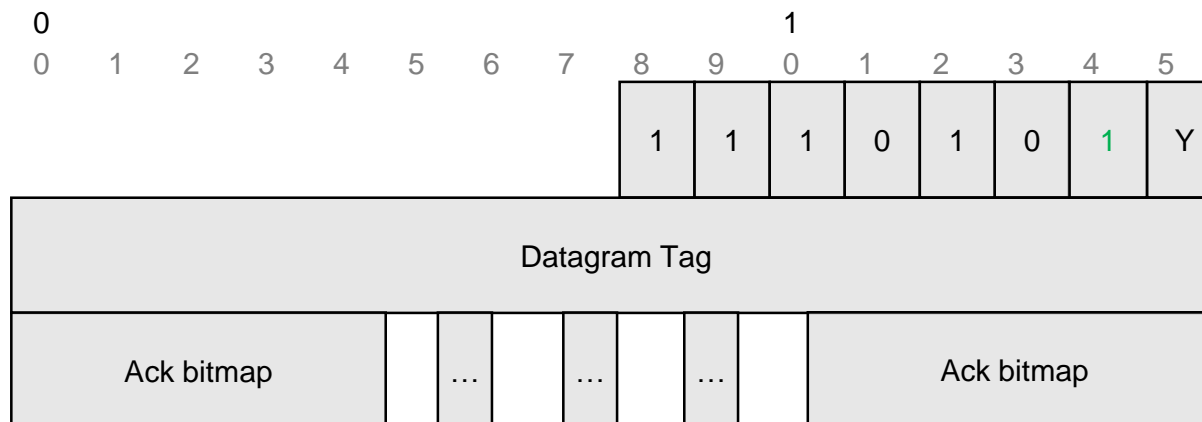 0 1
0 1 2 3 4 5 6 7 8 9 0 1 2 3 4 5
1 1 1 0 1 0 1 Y
Datagram Tag
Ack bitmap … … … Ack bitmap